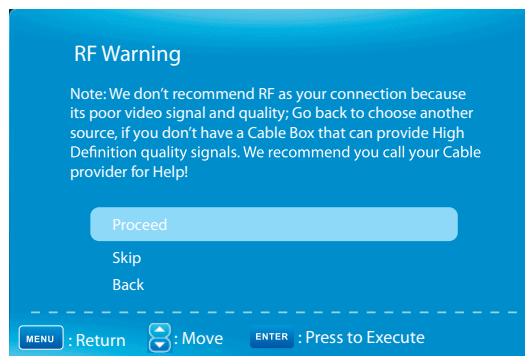 RF Warning
Note: We don't recommend RF as your connection because
its poor video signal and quality; Go back to choose another
source, if you don't have a Cable Box that can provide High
Definition quality signals. We recommend you call your Cable
provider for Help!
Proceed
Skip
Back
MENU : Return : Move ENTER : Press to Execute